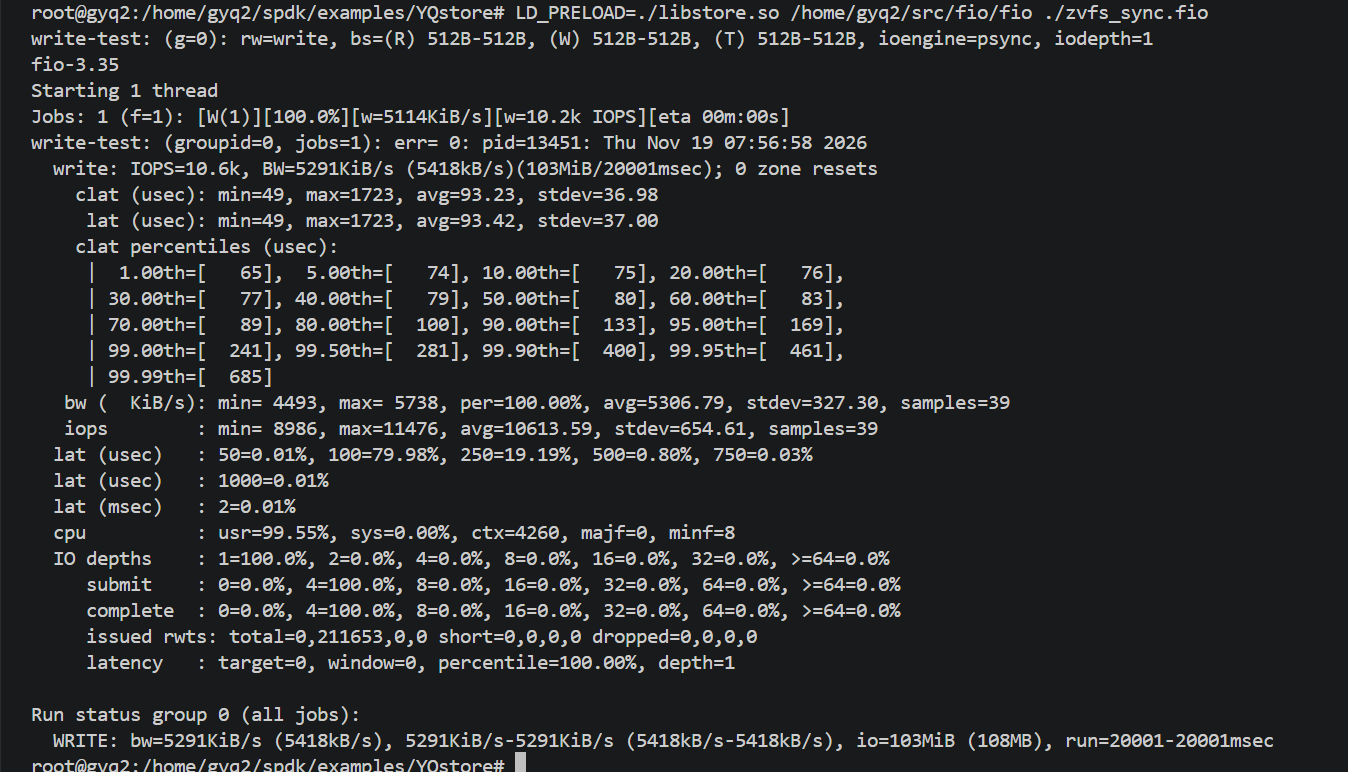 root@gyq2:/home/gyq2/spdk/examples/YQstore# LD_PRELOAD=./libstore.so /home/gyq2/src/fio/fio ./zvfs_sync.fio
write-test: (g=0): rw=write, bs=(R) 512B-512B, (W) 512B-512B, (T) 512B-512B, ioengine=psync, iodepth=1
fio-3.35
Starting 1 thread
Jobs: 1 (f=1): [W(1)][100.0%][w=5114KiB/s][w=10.2k IOPS][eta 00m:00s]
write-test: (groupid=0, jobs=1): err= 0: pid=13451: Thu Nov 19 07:56:58 2026
  write: IOPS=10.6k, BW=5291KiB/s (5418kB/s)(103MiB/20001msec); 0 zone resets
    clat (usec): min=49, max=1723, avg=93.23, stdev=36.98
     lat (usec): min=49, max=1723, avg=93.42, stdev=37.00
    clat percentiles (usec):
     |  1.00th=[   65],  5.00th=[   74], 10.00th=[   75], 20.00th=[   76],
     | 30.00th=[   77], 40.00th=[   79], 50.00th=[   80], 60.00th=[   83],
     | 70.00th=[   89], 80.00th=[  100], 90.00th=[  133], 95.00th=[  169],
     | 99.00th=[  241], 99.50th=[  281], 99.90th=[  400], 99.95th=[  461],
     | 99.99th=[  685]
   bw (  KiB/s): min= 4493, max= 5738, per=100.00%, avg=5306.79, stdev=327.30, samples=39
   iops        : min= 8986, max=11476, avg=10613.59, stdev=654.61, samples=39
  lat (usec)   : 50=0.01%, 100=79.98%, 250=19.19%, 500=0.80%, 750=0.03%
  lat (usec)   : 1000=0.01%
  lat (msec)   : 2=0.01%
  cpu          : usr=99.55%, sys=0.00%, ctx=4260, majf=0, minf=8
  IO depths    : 1=100.0%, 2=0.0%, 4=0.0%, 8=0.0%, 16=0.0%, 32=0.0%, >=64=0.0%
     submit    : 0=0.0%, 4=100.0%, 8=0.0%, 16=0.0%, 32=0.0%, 64=0.0%, >=64=0.0%
     complete  : 0=0.0%, 4=100.0%, 8=0.0%, 16=0.0%, 32=0.0%, 64=0.0%, >=64=0.0%
     issued rwts: total=0,211653,0,0 short=0,0,0,0 dropped=0,0,0,0
     latency   : target=0, window=0, percentile=100.00%, depth=1
Run status group 0 (all jobs):
  WRITE: bw=5291KiB/s (5418kB/s), 5291KiB/s-5291KiB/s (5418kB/s-5418kB/s), io=103MiB (108MB), run=20001-20001msec
root@gyq2:/home/gyq2/spdk/examples/YQstore#